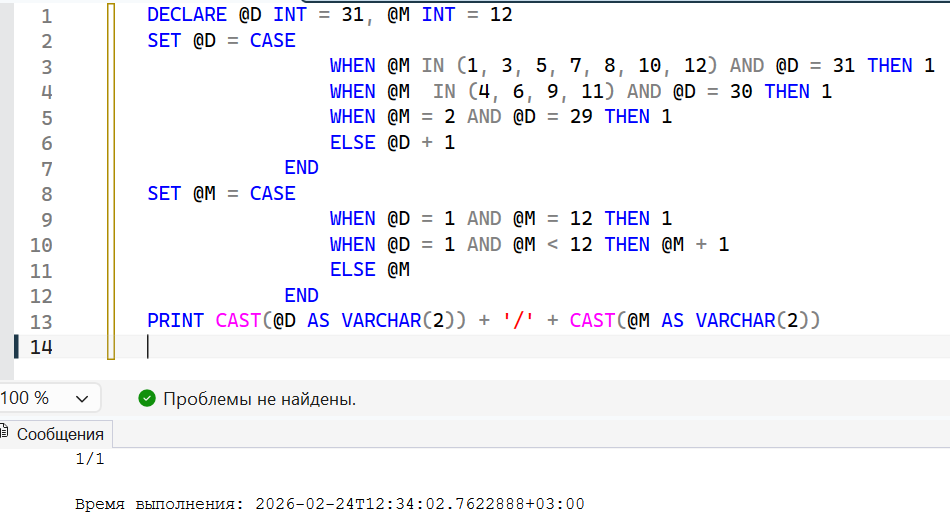 1 DECLARE @D INT = 31, @M INT = 12
2 SET @D = CASE
3 WHEN @M IN (1, 3, 5, 7, 8, 10, 12) AND @D = 31 THEN 1
4 WHEN @M  IN (4, 6, 9, 11) AND @D = 30 THEN 1
5 WHEN @M = 2 AND @D = 29 THEN 1
6 ELSE @D + 1
7 END
8 SET @M = CASE
9 WHEN @D = 1 AND @M = 12 THEN 1
10 WHEN @D = 1 AND @M < 12 THEN @M + 1
11 ELSE @M
12 END
13 PRINT CAST(@D AS VARCHAR(2)) + '/' + CAST(@M AS VARCHAR(2))
14
100 % Проблемы не найдены.
Сообщения
1/1
Время выполнения: 2026-02-24T12:34:02.7622888+03:00